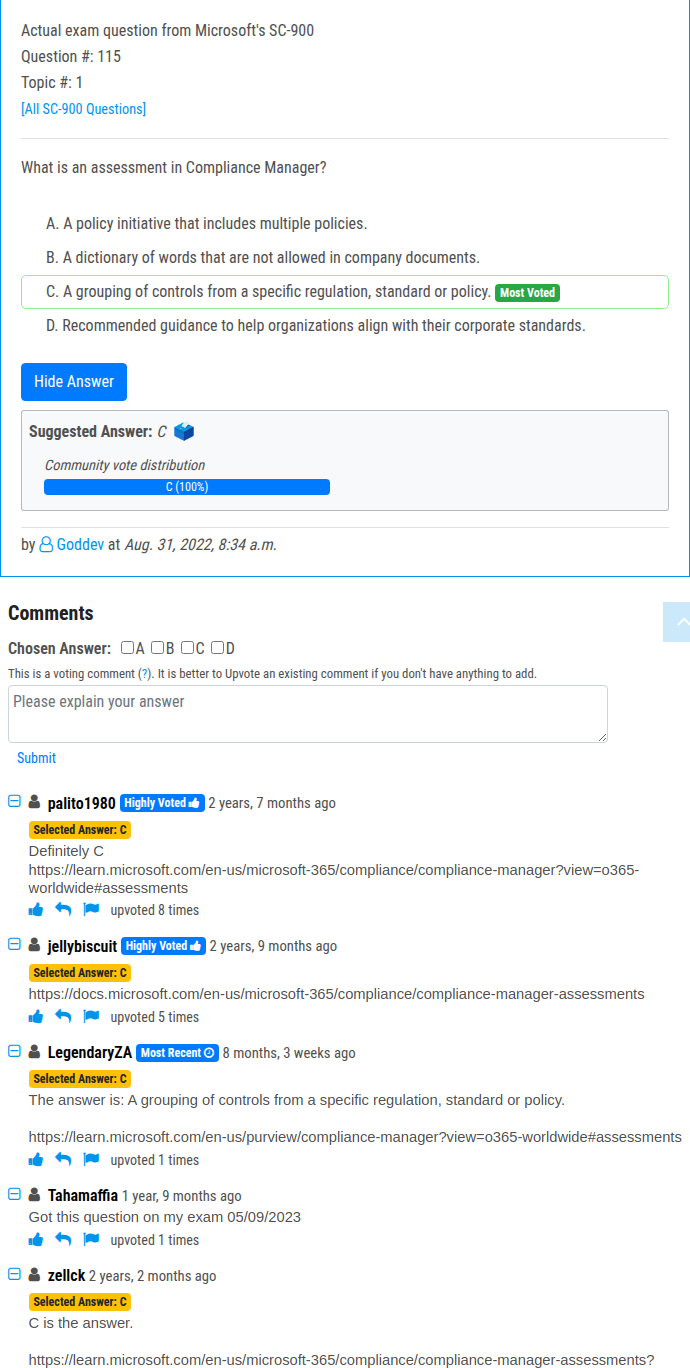 Actual exam question from Microsoft's SC-900
Question #: 115
Topic #: 1
[All SC-900 Questions]
What is an assessment in Compliance Manager?
A. A policy initiative that includes multiple policies.
B. A dictionary of words that are not allowed in company documents.
C. A grouping of controls from a specific regulation, standard or policy. Most Voted
D. Recommended guidance to help organizations align with their corporate standards.
Hide Answer
Suggested Answer: C
Community vote distribution
C (100%)
by Goddev at Aug. 31, 2022, 8:34 a.m.
Comments
Chosen Answer: A B C D
This is a voting comment (?). It is better to Upvote an existing comment if you don't have anything to add.
Please explain your answer
Submit
palito1980 Highly Voted 2 years, 7 months ago
Selected Answer: C
Definitely C
https://learn.microsoft.com/en-us/microsoft-365/compliance/compliance-manager?view=o365-
worldwide#assessments
upvoted 8 times
jellybiscuit Highly Voted 2 years, 9 months ago
Selected Answer: C
https://docs.microsoft.com/en-us/microsoft-365/compliance/compliance-manager-assessments
upvoted 5 times
LegendaryZA Most Recent 8 months, 3 weeks ago
Selected Answer: C
The answer is: A grouping of controls from a specific regulation, standard or policy.
https://learn.microsoft.com/en-us/purview/compliance-manager?view=o365-worldwide#assessments
upvoted 1 times
Tahamaffia 1 year, 9 months ago
Got this question on my exam 05/09/2023
upvoted 1 times
zellck 2 years, 2 months ago
Selected Answer: C
C is the answer.
https://learn.microsoft.com/en-us/microsoft-365/compliance/compliance-manager-assessments?